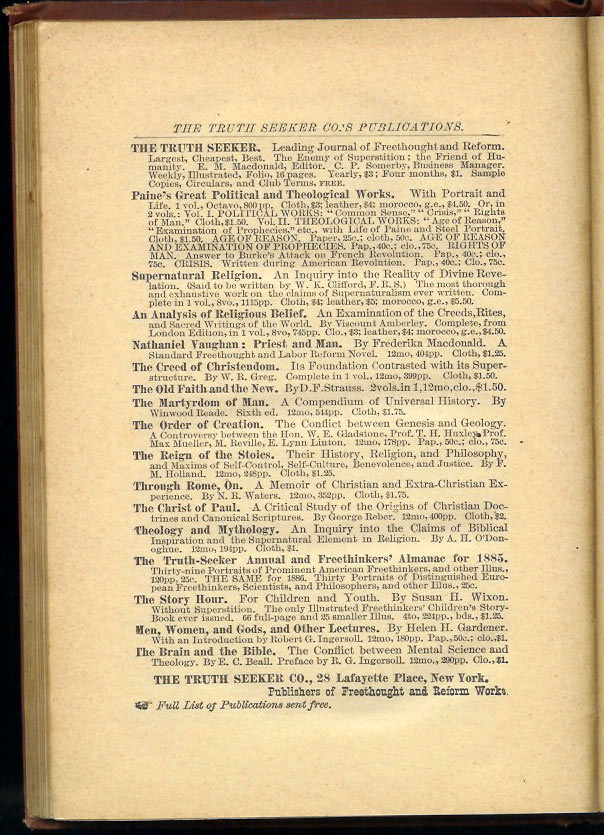 THE TRUTH SEEKER CO.'S PUBLICATIONS.
THE TRUTH SEEKER. Leading Journal of Freethought and Reform.
Largest, Cheapest, Best. The Enemy of Superstition; the Friend of Hu-
manity. E. M. Macdonald, Editor. C. P. Somerby, Business Manager.
Weekly, Illustrated, Folio, 16 pages. Yearly, $3; Four months, $1. Sample
Copies, Circulars, and Club Terms, FREE.
Paine's Great Political and Theological Works. With Portrait and
Life. 1 vol., Octavo, 800 pp. Cloth, $3; leather, $4; morocco, g.e., $4.50. Or, in
2 vols.: Vol. I. POLITICAL WORKS: "Common Sense," "Crisis," "Rights
of Man." Cloth, $1.50. Vol. II. THEOLOGICAL WORKS: "Age of Reason,"
"Examination of Prophecies," etc., with Life of Paine and Steel Portrait,
Cloth, $1.50. AGE OF REASON. Paper, 25c.; cloth, 50c. AGE OF REASON
AND EXAMINATION OF PROPHECIES. Pap., 40c.; clo., 75c. RIGHTS OF
MAN. Answer to Burke's Attack on French Revolution. Pap., 40c.; clo.,
75c. CRISIS. Written during American Revolution. Pap., 40c.; Clo., 75c.
Supernatural Religion. An Inquiry into the Reality of Divine Reve-
lation. (Said to be written by W. K. Clifford, F.R.S.) The most thorough
and exhaustive work on the claims of Supernaturalism ever written. Com-
plete in 1 vol., 8vo., 1115pp. Cloth, $4; leather, $5; morocco, g.e., $5.50.
An Analysis of Religious Belief. An Examination of the Creeds, Rites,
and Sacred Writings of the World. By Viscount Amberley. Complete, from
London Edition, in 1 vol., 8vo, 745pp. Clo., $3; leather, $4; morocco, g.e., $4.50.
Nathaniel Vaughan: Priest and Man. By Frederika Macdonald. A
Standard Freethought and Labor Reform Novel. 12mo, 404pp. Cloth, $1.25.
The Creed of Christendom. Its Foundation Contrasted with its Super-
structure. By W. R. Greg. Complete in 1 vol., 12mo, 399pp. Cloth, $1.50.
The Old Faith and the New. By D. F. Strauss. 2 vols. in 1, 12mo, clo., $1.50.
The Martyrdom of Man. A Compendium of Universal History. By
Winwood Reade. Sixth ed. 12mo, 544pp. Cloth, $1.75.
The Order of Creation. The Conflict between Genesis and Geology.
A Controversy between the Hon. W. E. Gladstone, Prof. T. H. Huxley, Prof.
Max Mueller, M. Reville, E. Lynn Linton. 12mo, 178pp. Pap., 50c.; clo., 75c.
The Reign of the Stoics. Their History, Religion, and Philosophy,
and Maxims of Self-Control, Self-Culture, Benevolence, and Justice. By F.
M. Holland. 12mo, 248pp. Cloth, $1.25.
Through Rome, On. A Memoir of Christian and Extra-Christian Ex-
perience. By N. R. Waters. 12mo, 352pp. Cloth, $1.75.
The Christ of Paul. A Critical Study of the Origins of Christian Doc-
trines and Canonical Scriptures. By George Reber. 12mo, 400pp. Cloth, $2.
Theology and Mythology. An Inquiry into the Claims of Biblical
Inspiration and the Supernatural Element in Religion. By A. H. O'Don-
oghue. 12mo, 194pp. Cloth, $1.
The Truth-Seeker Annual and Freethinkers' Almanac for 1885.
Thirty-nine Portraits of Prominent American Freethinkers, and other Illus.,
120pp, 25c. THE SAME for 1886. Thirty Portraits of Distinguished Euro-
pean Freethinkers, Scientists, and Philosophers, and other Illus., 25c.
The Story Hour. For Children and Youth. By Susan H. Wixon.
Without Superstition. The only Illustrated Freethinkers' Children's Story-
Book ever issued. 66 full-page and 25 smaller Illus. 4to, 224pp., bds., $1.25.
Men, Women, and Gods, and Other Lectures. By Helen H. Gardener.
With an Introduction by Robert G. Ingersoll. 12mo, 180pp. Pap., 50c.; clo., $1.
The Brain and the Bible. The Conflict between Mental Science and
Theology. By E. C. Beall. Preface by R. G. Ingersoll. 12mo., 290pp. Clo., $1.
THE TRUTH SEEKER CO., 28 Lafayette Place, New York.
Publishers of Freethought and Reform Works.
☞ Full List of Publications sent free.